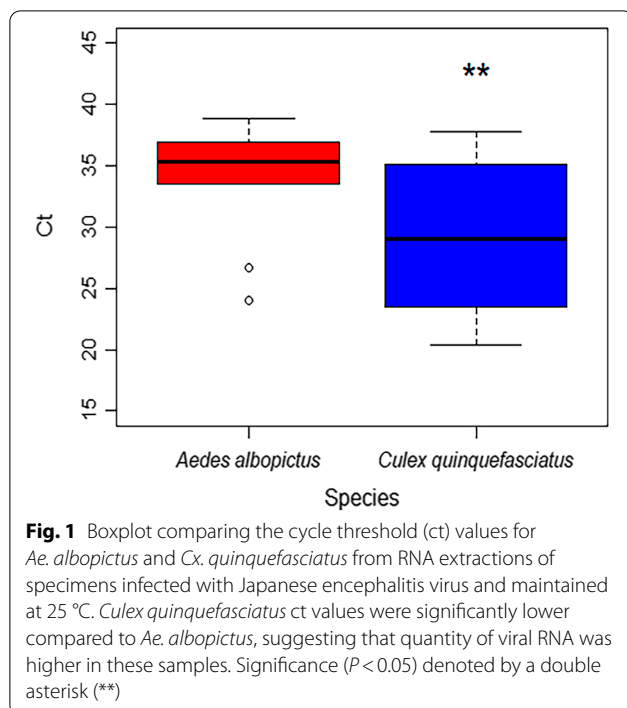 45
**
40
35
30
Ct
25
20
15
Aedes albopictus Culex quinquefasciatus
Species
Fig. 1 Boxplot comparing the cycle threshold (ct) values for
Ae. albopictus and Cx. quinquefasciatus from RNA extractions of
specimens infected with Japanese encephalitis virus and maintained
at 25 °C. Culex quinquefasciatus ct values were significantly lower
compared to Ae. albopictus, suggesting that quantity of viral RNA was
higher in these samples. Significance (P < 0.05) denoted by a double
asterisk (**)